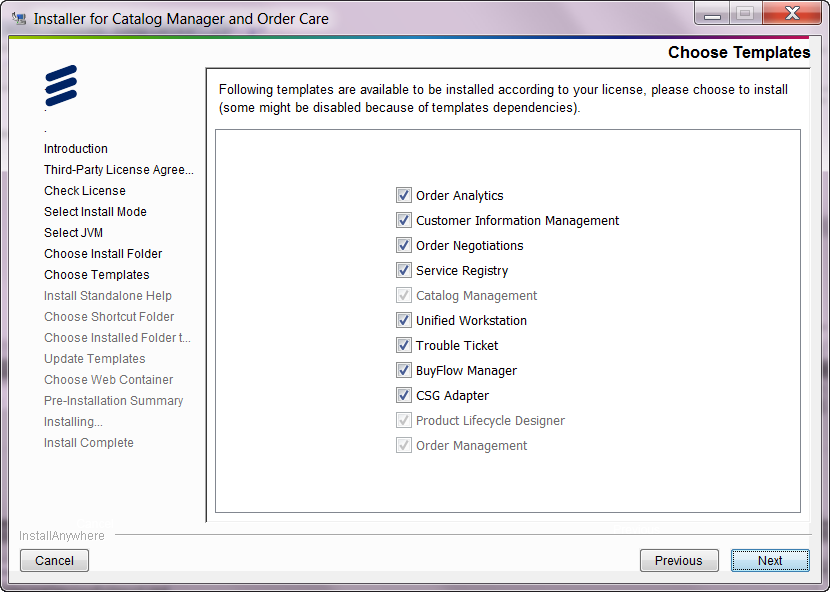 Installer for Catalog Manager and Order Care
Choose Templates
Following templates are available to be installed according to your license, please choose to install
(some might be disabled because of templates dependencies).
.
.
Introduction
Third-Party License Agree...
Check License
Select Install Mode
Select JVM
Choose Install Folder
Choose Templates
Install Standalone Help
Choose Shortcut Folder
Choose Installed Folder t...
Update Templates
Choose Web Container
Pre-Installation Summary
Installing...
Install Complete
Order Analytics
Customer Information Management
Order Negotiations
Service Registry
Catalog Management
Unified Workstation
Trouble Ticket
BuyFlow Manager
CSG Adapter
Product Lifecycle Designer
Order Management
InstallAnywhere
Cancel
Previous
Next